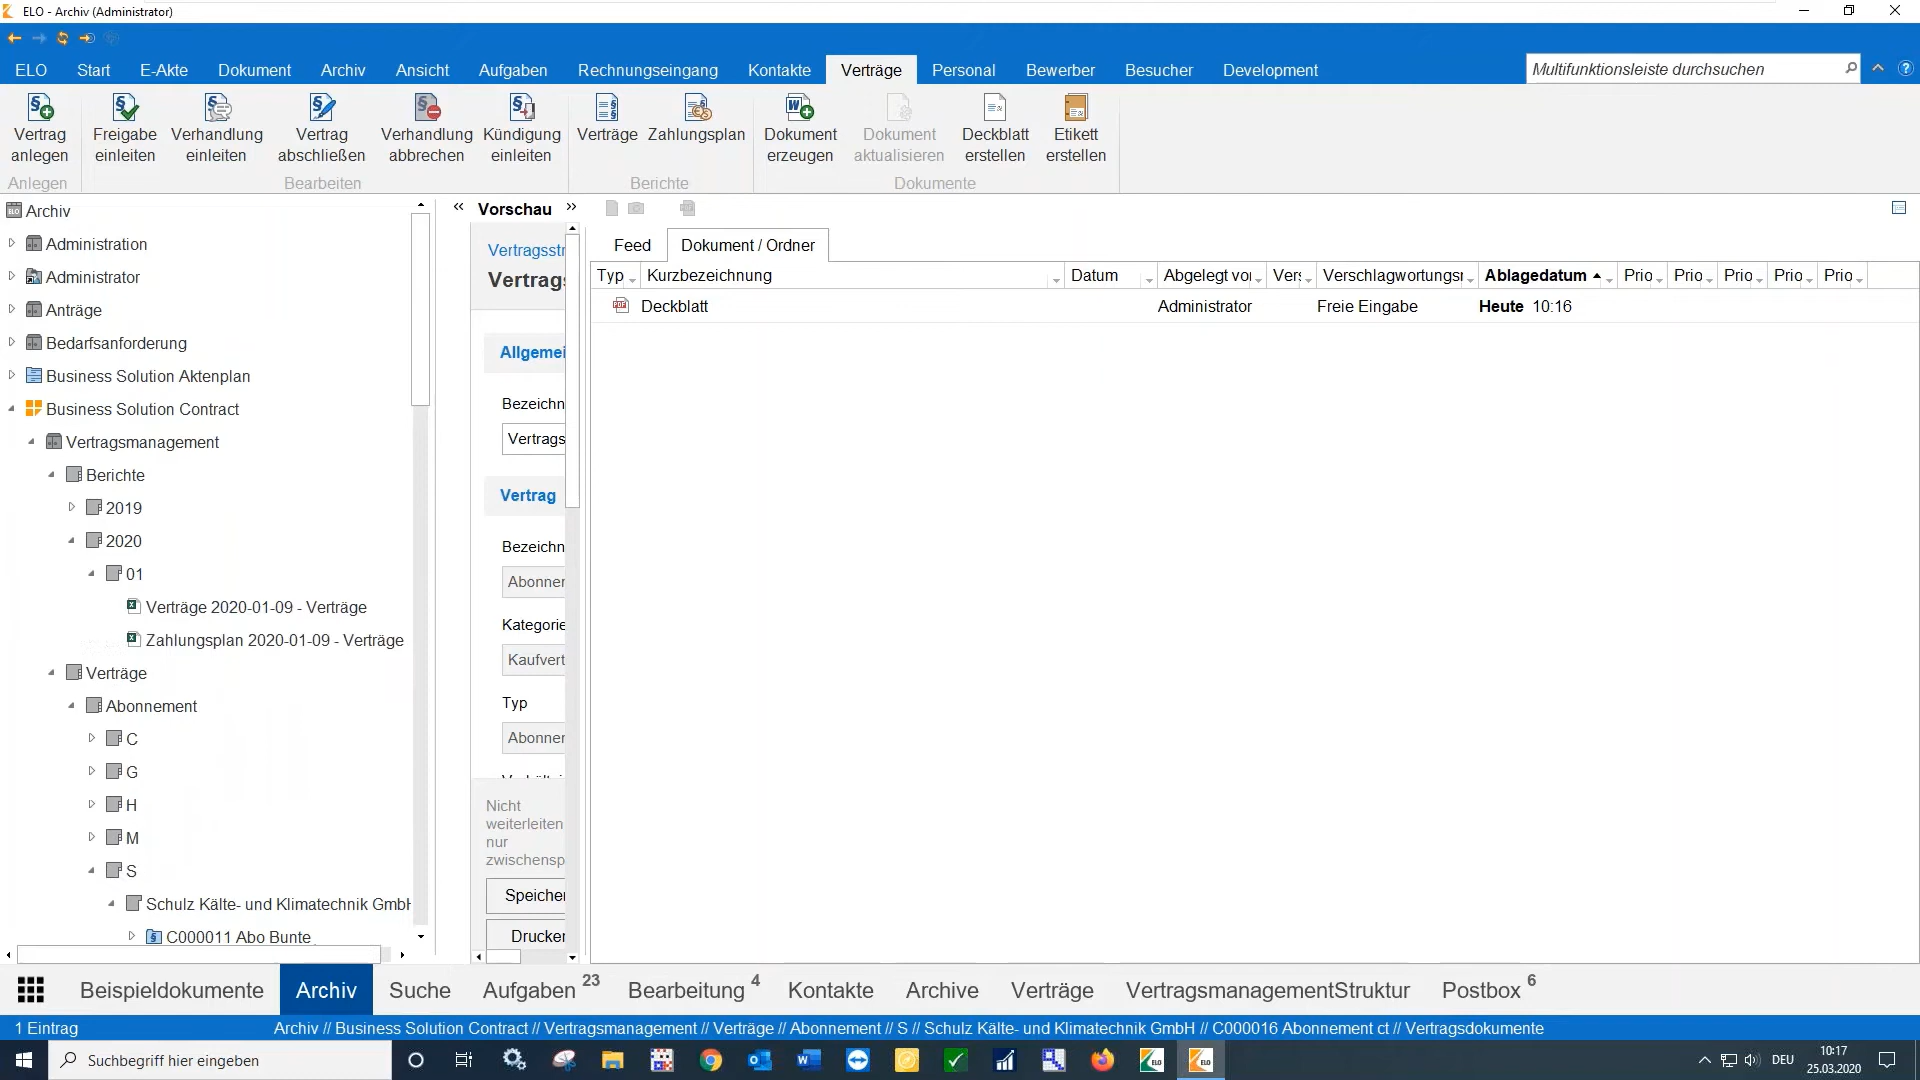 ELO - Archiv (Administrator)
ELO Start E-Akte Dokument Archiv Ansicht Aufgaben Rechnungseingang Kontakte Verträge Personal Bewerber Besucher Development
Multifunktionsleiste durchsuchen
Vertrag anlegen
Freigabe einleiten
Verhandlung einleiten
Vertrag abschließen
Verhandlung abbrechen
Kündigung einleiten
Verträge
Zahlungsplan
Dokument erzeugen
Dokument aktualisieren
Deckblatt erstellen
Etikett erstellen
Anlegen
Bearbeiten
Berichte
Dokumente
Archiv
Administration
Administrator
Anträge
Bedarfsanforderung
Business Solution Aktenplan
Business Solution Contract
Vertragsmanagement
Berichte
2019
2020
01
Verträge 2020-01-09 - Verträge
Zahlungsplan 2020-01-09 - Verträge
Verträge
Abonnement
C
G
H
M
S
Schulz Kälte- und Klimatechnik GmbH
C000011 Abo Bunte
« Vorschau »
Vertragsstr
Vertrags
Allgemei
Bezeichn
Vertrags
Vertrag
Bezeichn
Abonner
Kategorie
Kaufvert
Typ
Abonner
Nicht
weiterleiten
nur
zwischensp
Speicher
Drucken
Feed
Dokument / Ordner
Typ Kurzbezeichnung Datum Abgelegt voi Vers Verschlagwortungsr Ablagedatum Prio Prio Prio Prio Prio
Deckblatt Administrator Freie Eingabe Heute 10:16
Beispieldokumente Archiv Suche Aufgaben 23 Bearbeitung 4 Kontakte Archive Verträge VertragsmanagementStruktur Postbox 6
1 Eintrag
Archiv // Business Solution Contract // Vertragsmanagement // Verträge // Abonnement // S // Schulz Kälte- und Klimatechnik GmbH // C000016 Abonnement ct // Vertragsdokumente
Suchbegriff hier eingeben
DEU
10:17
25.03.2020